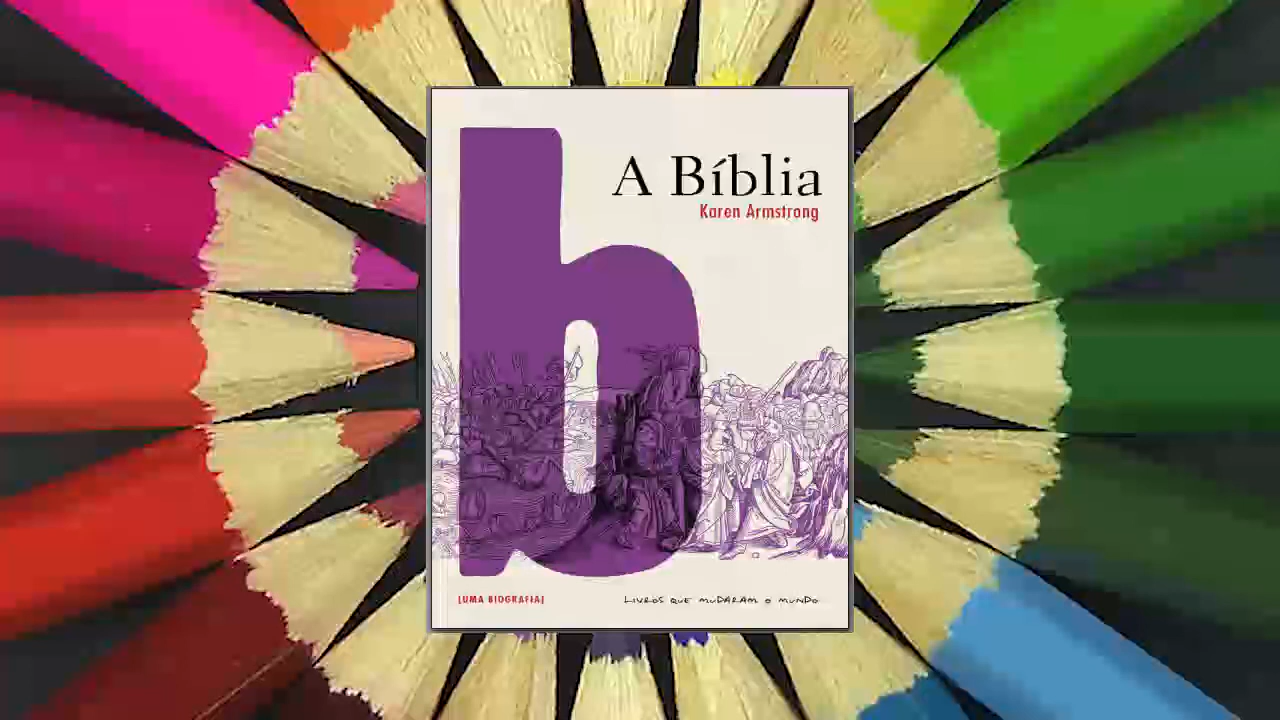 b
A Bíblia
Karen Armstrong
[UMA BIOGRAFIA]
LIVROS QUE MUDARAM O MUNDO